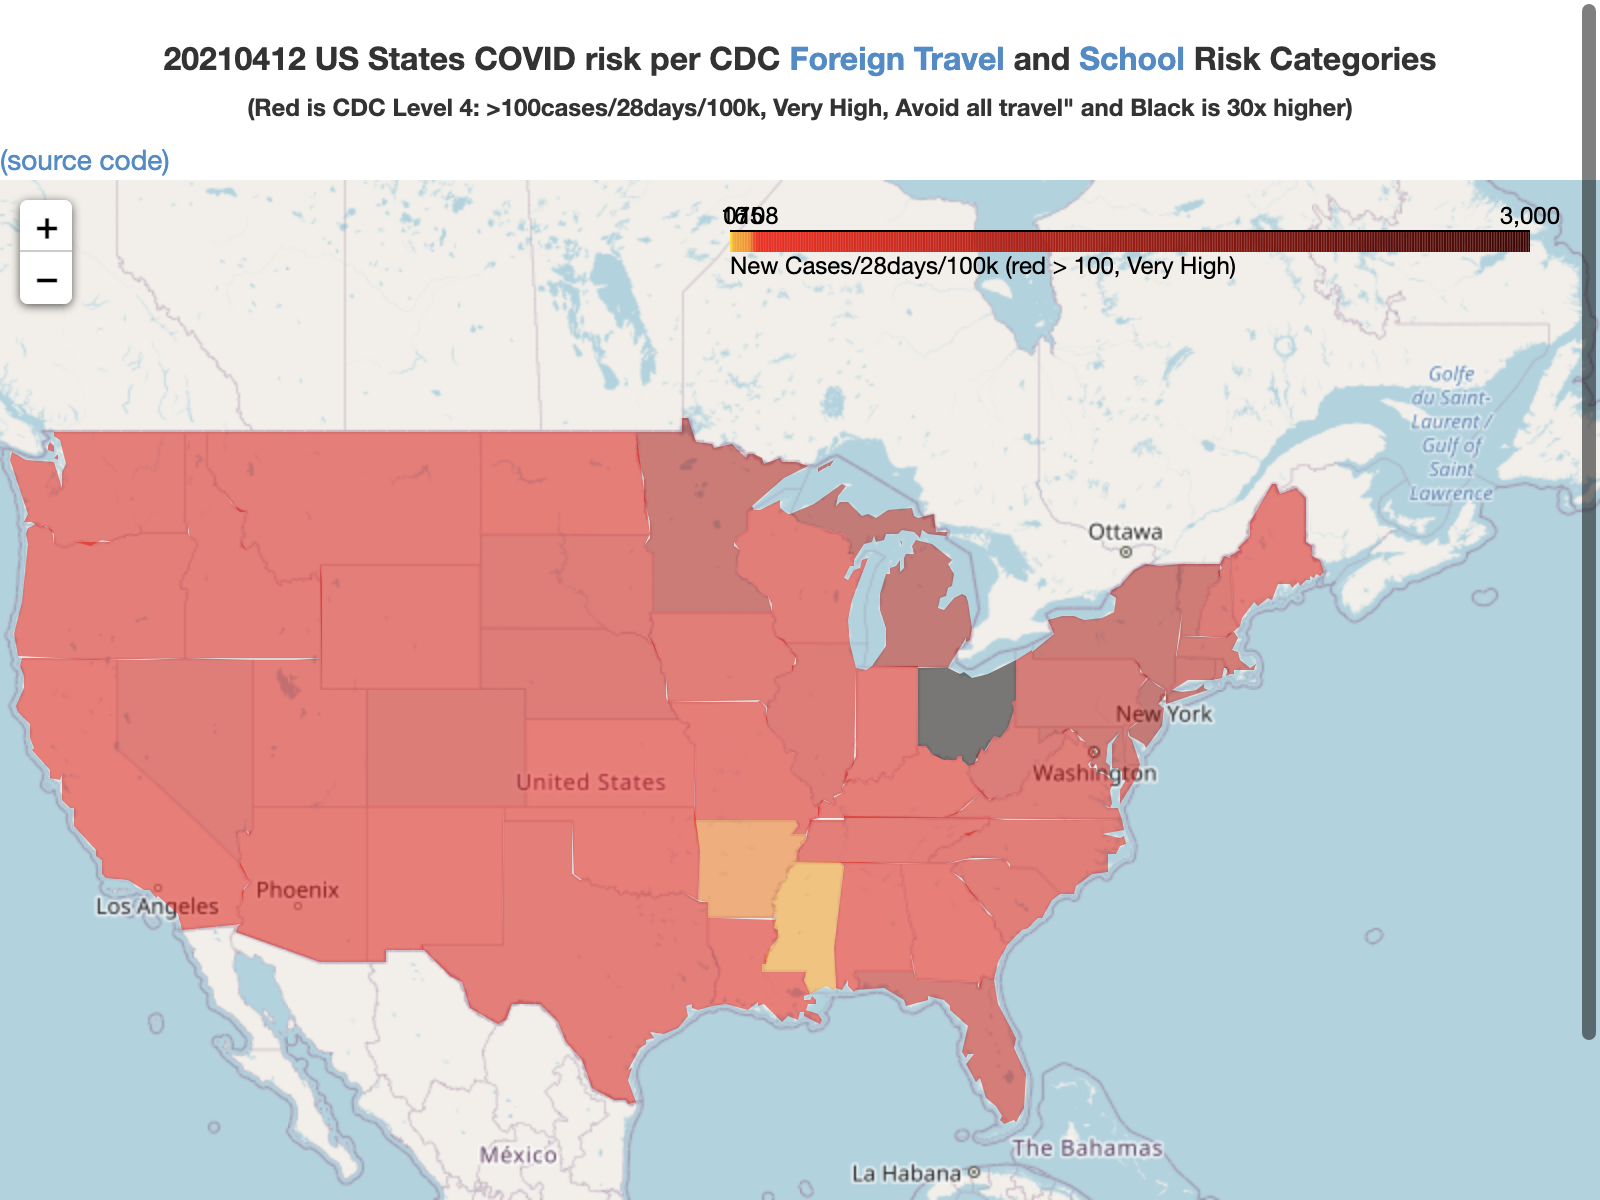 20210412 US States COVID risk per CDC Foreign Travel and School Risk Categories
(Red is CDC Level 4: >100cases/28days/100k, Very High, Avoid all travel" and Black is 30x higher)
(source code)
+
−
3,000
New Cases/28days/100k (red > 100, Very High)
Golfe
du Saint-
Laurent /
Gulf of
Saint
Lawrence
Ottawa
New York
Washington
United States
Phoenix
Los Angeles
México
The Bahamas
La Habana